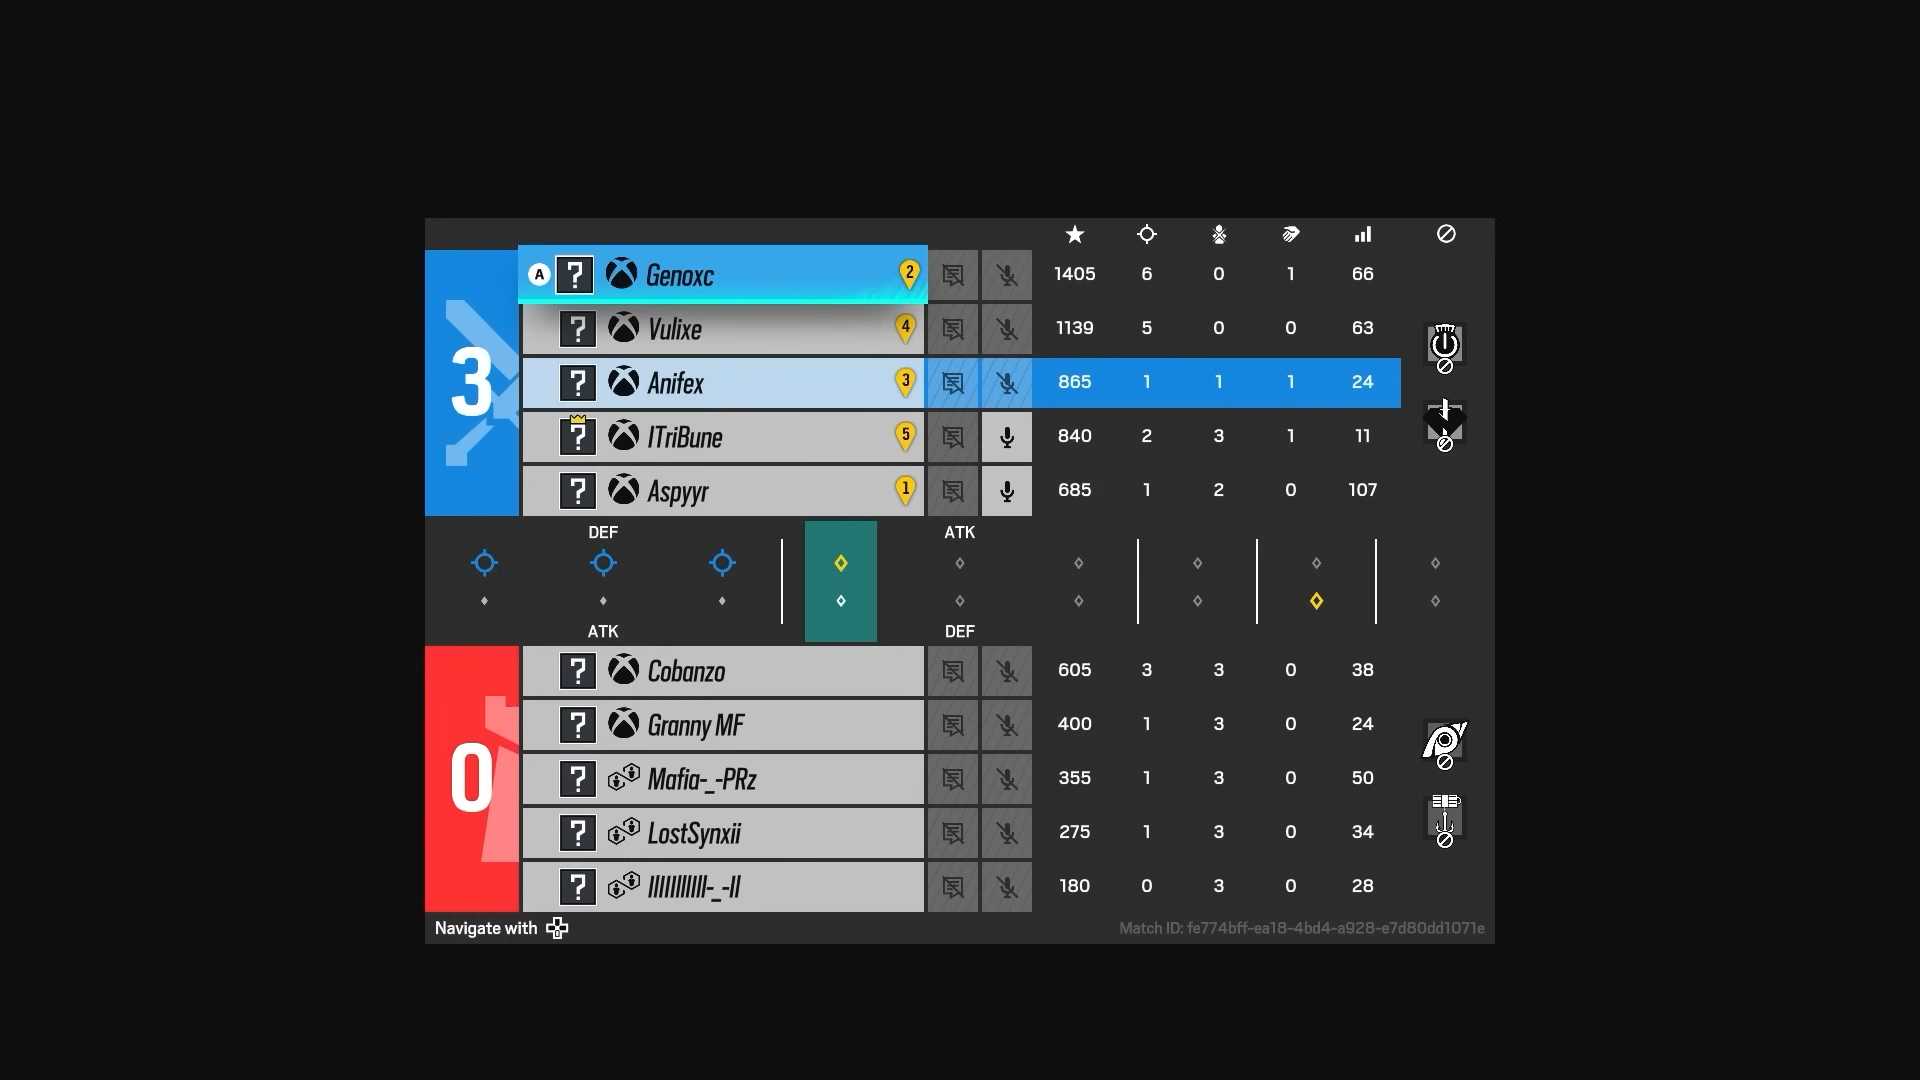 A ? Genoxc 2 1405 6 0 1 66
? Vulixe 4 1139 5 0 0 63
3
? Anifex 3 865 1 1 1 24
? ITriBune 5 840 2 3 1 11
? Aspyyr 1 685 1 2 0 107
DEF ATK
ATK DEF
? Cobanzo 605 3 3 0 38
? Granny MF 400 1 3 0 24
0
? Mafia-_-PRz 355 1 3 0 50
? LostSynxii 275 1 3 0 34
? 180 0 3 0 28
Navigate with
Match ID: fe774bff-ea18-4bd4-a928-e7d80dd1071e